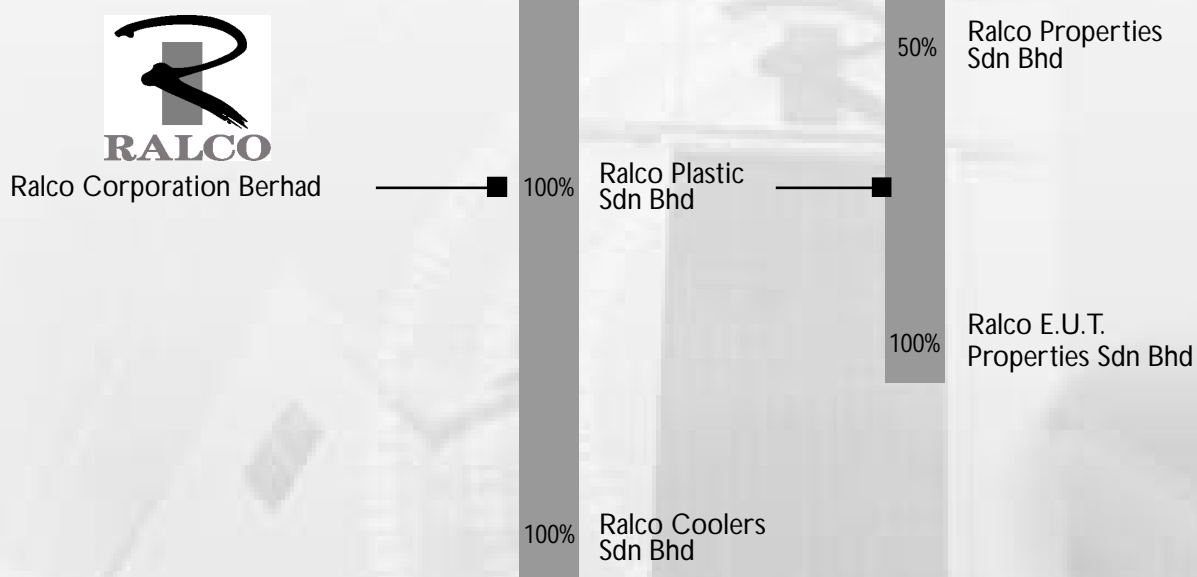 RALCO
Ralco Corporation Berhad
100%
Ralco Plastic
Sdn Bhd
50%
Ralco Properties
Sdn Bhd
100%
Ralco E.U.T.
Properties Sdn Bhd
100%
Ralco Coolers
Sdn Bhd